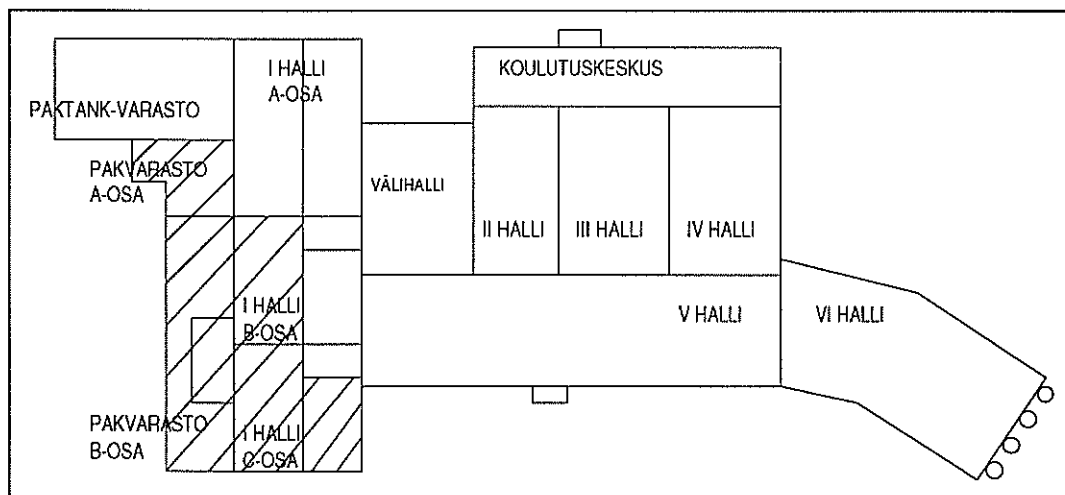 I HALLI
A-OSA
KOULUTUSKESKUS
PAKTANK-VARASTO
PAKVARASTO
A-OSA
VÄLIHALLI
II HALLI
III HALLI
IV HALLI
I HALLI
B-OSA
V HALLI
VI HALLI
PAKVARASTO
B-OSA
I HALLI
C-OSA